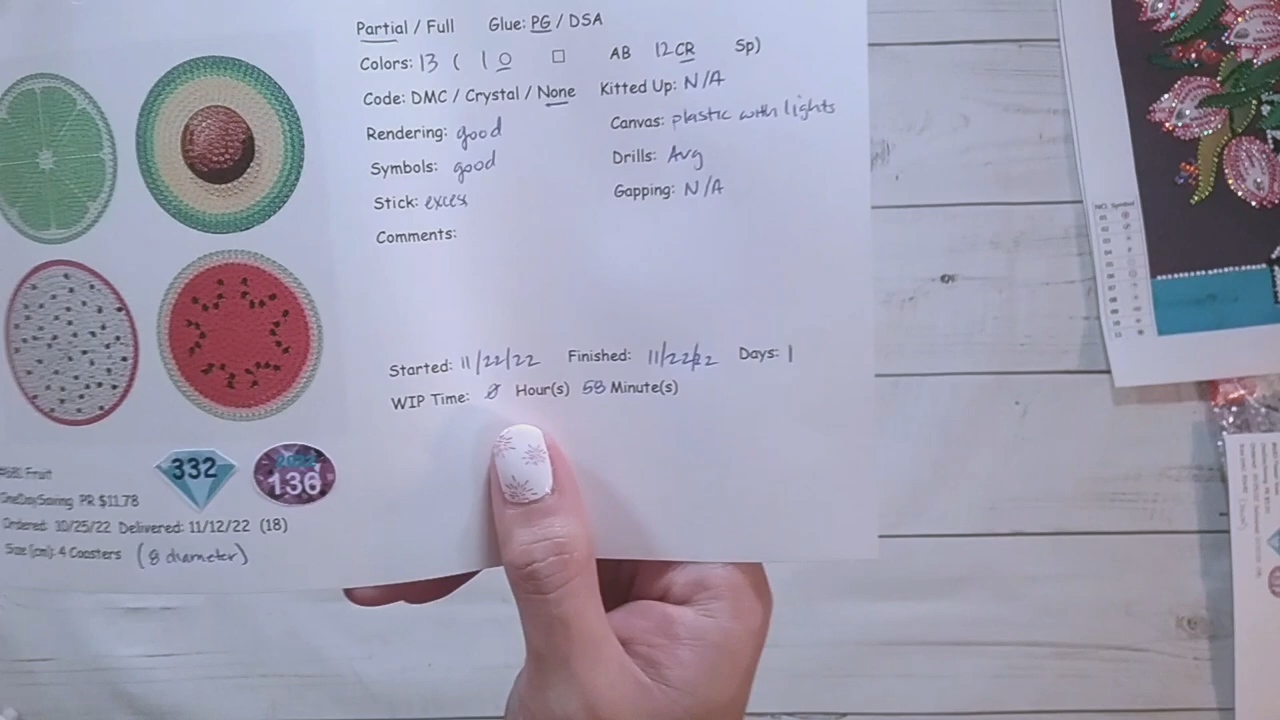 Partial / Full Glue: PG / DSA
Colors: 13 ( 1 O □ AB 12 CR Sp)
Code: DMC / Crystal / None Kitted Up: N/A
Rendering: good Canvas: plastic with lights
Symbols: good Drills: Avg
Stick: exces Gapping: N/A
Comments:
Started: 11/22/22 Finished: 11/22/22 Days: 1
WIP Time: 0 Hour(s) 58 Minute(s)
332
2022
136
Fruit
OneDaySaving PR $11.78
Ordered: 10/25/22 Delivered: 11/12/22 (18)
Size (cm): 4 Coasters (8 diameter)
Symbol